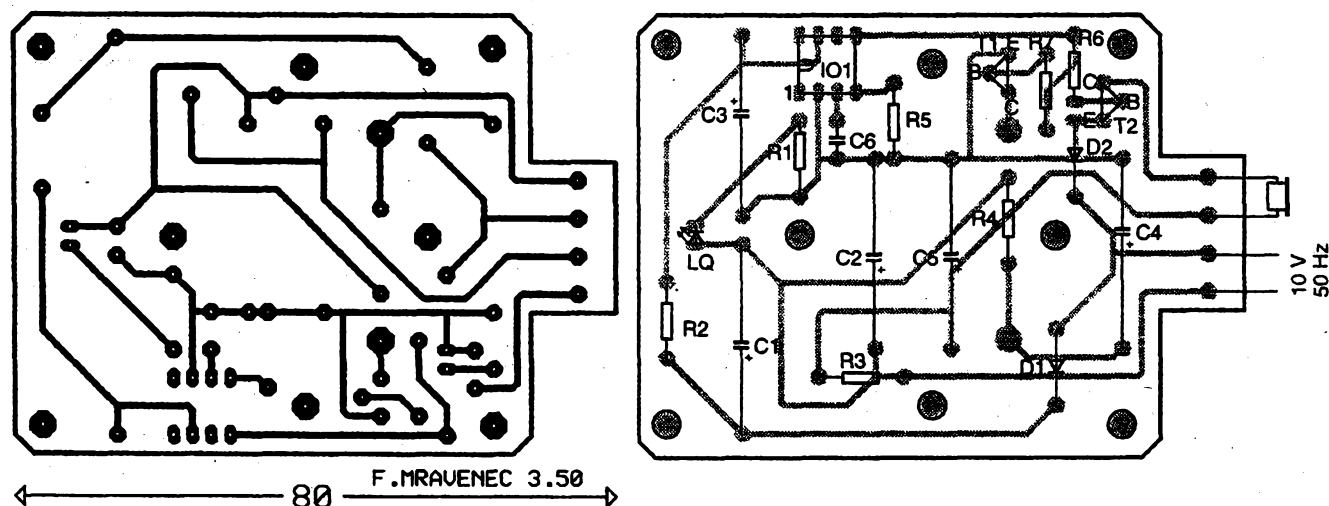 F.MRAVENEC 3.50
80
T1 E R7 R6
B
IO1
C
1
C3 +
C
B
R5
E T2
C6
R1
D2
R4
C4
+
LQ
C2
+
C5
+
10 V
50 Hz
R2
C1
+
R3
D1